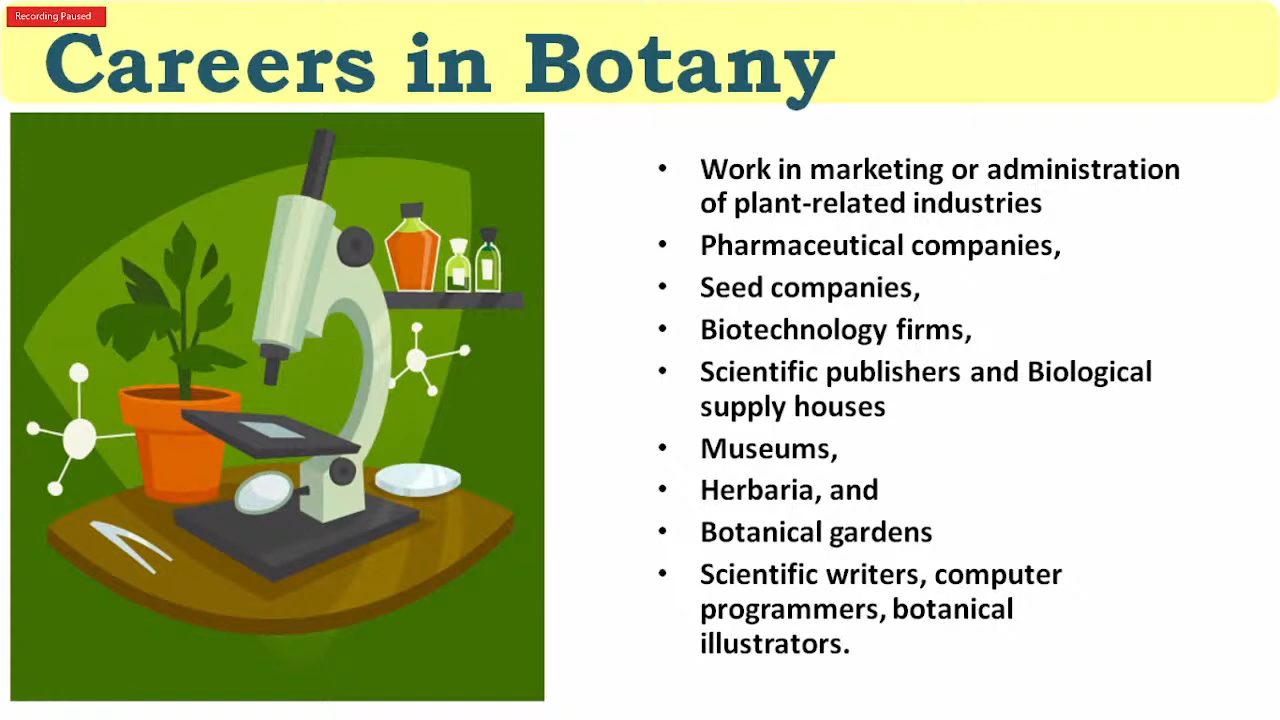 Recording Paused
Careers in Botany
• Work in marketing or administration
of plant-related industries
• Pharmaceutical companies,
• Seed companies,
• Biotechnology firms,
• Scientific publishers and Biological
supply houses
• Museums,
• Herbaria, and
• Botanical gardens
• Scientific writers, computer
programmers, botanical
illustrators.